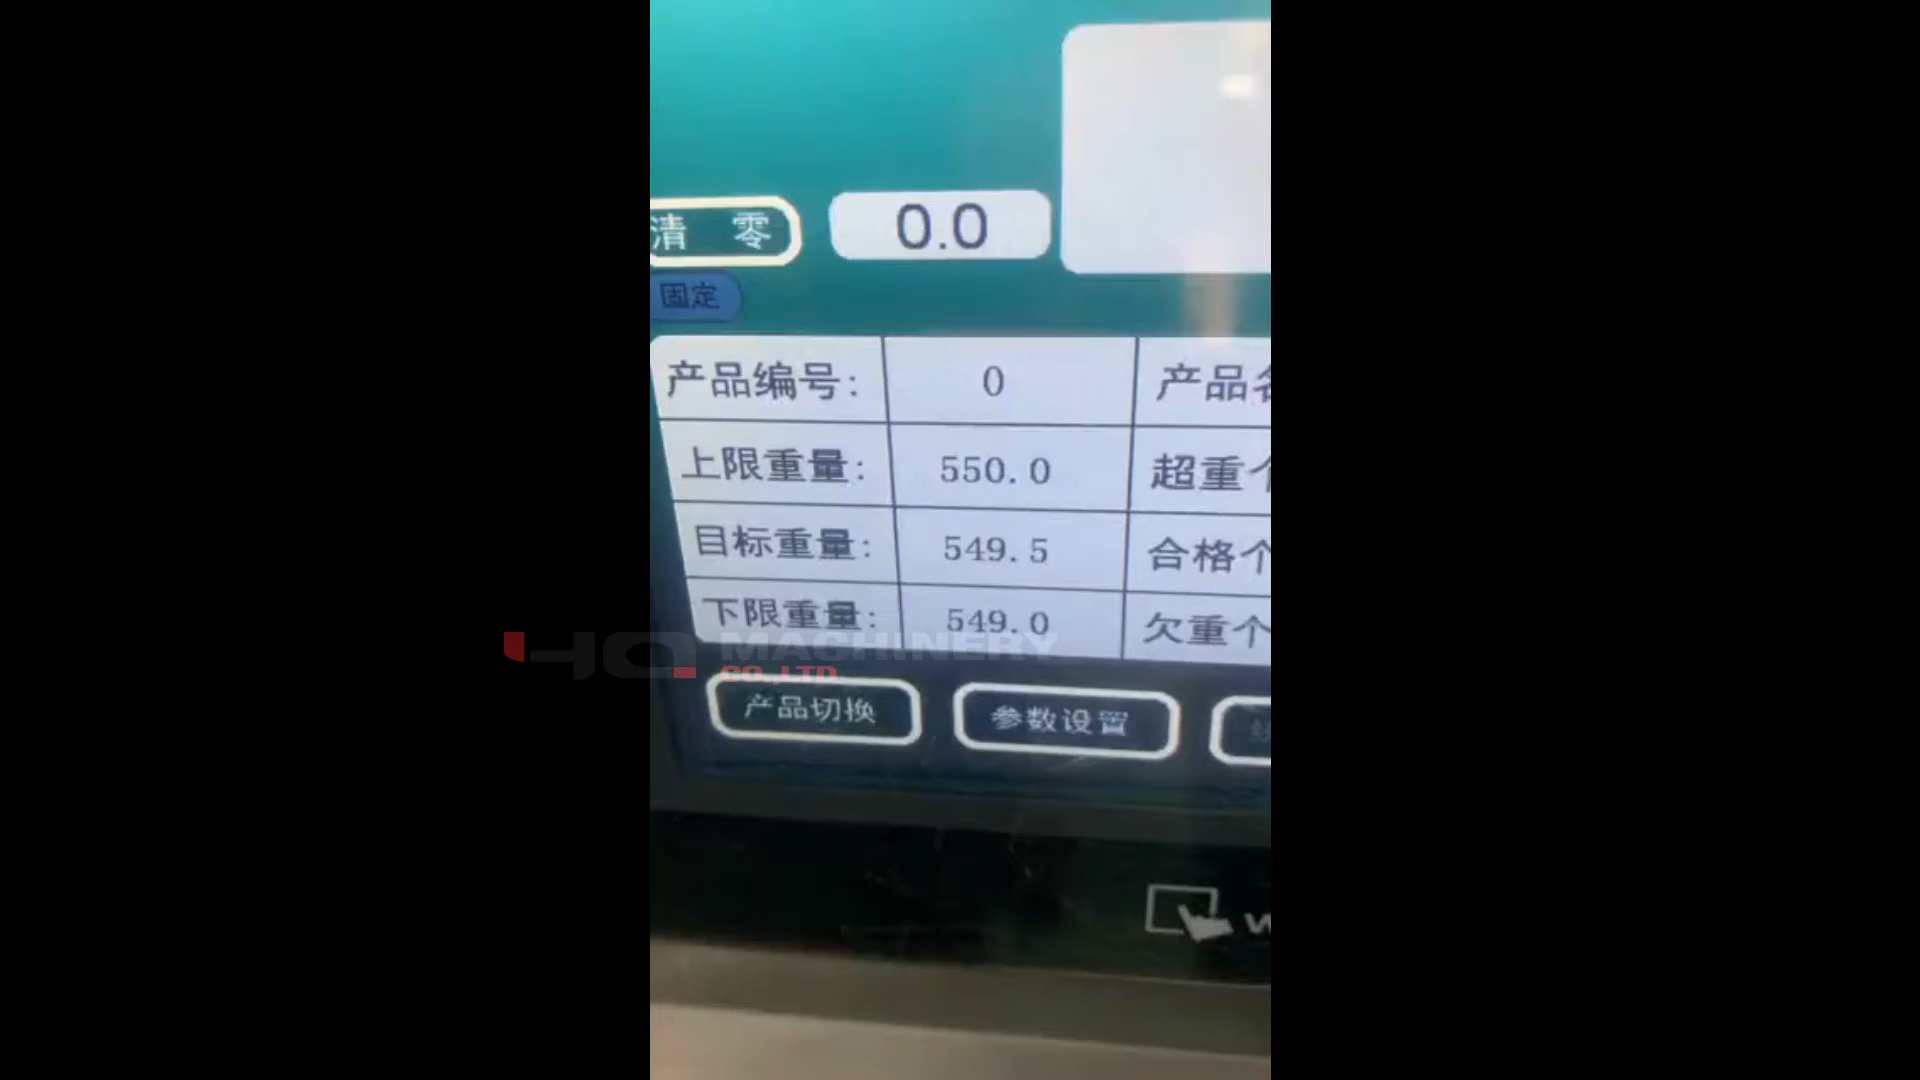 清 零 0.0
固定
产品编号: 0 产品
上限重量: 550.0 超重个
目标重量: 549.5 合格个
下限重量: 549.0 欠重个
HQ MACHINERY
CO.,LTD
产品切换 参数设置